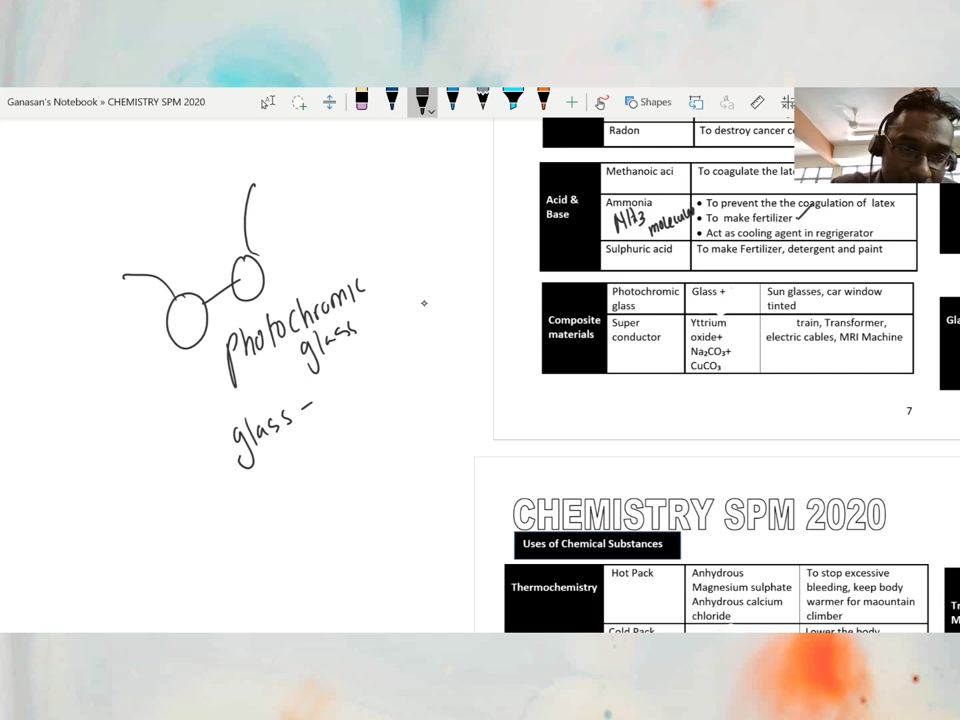 Ganasan's Notebook » CHEMISTRY SPM 2020
Shapes
photochromic
glass
glass -
Radon
To destroy cancer
Acid &
Base
Methanoic aci
To coagulate the
Ammonia
NH3
molecules
• To prevent the the coagulation of latex
• To make fertilizer ✓
• Act as cooling agent in regrigerator
Sulphuric acid
To make Fertilizer, detergent and paint
Composite
materials
Photochromic
glass
Glass +
Sun glasses, car window
tinted
Super
conductor
Yttrium
oxide+
Na₂CO₃+
CuCO₃
train, Transformer,
electric cables, MRI Machine
7
CHEMISTRY SPM 2020
Uses of Chemical Substances
Thermochemistry
Hot Pack
Anhydrous
Magnesium sulphate
Anhydrous calcium
chloride
To stop excessive
bleeding, keep body
warmer for maountain
climber
Cold Pack
Lower the body